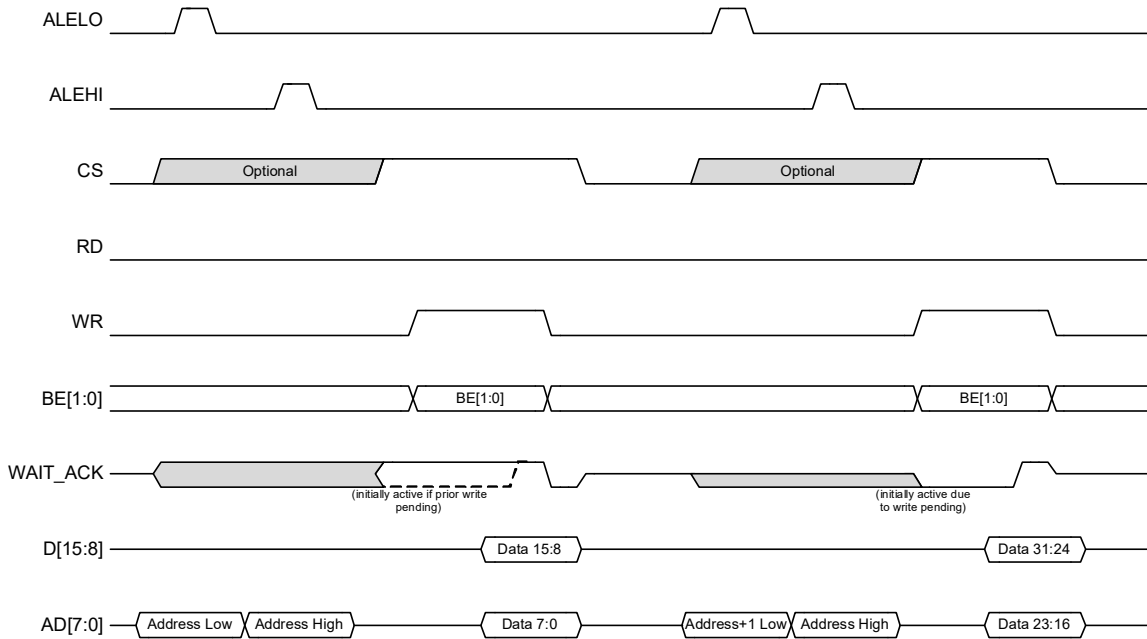 ALELO
ALEHI
CS
Optional
Optional
RD
WR
BE[1:0]
BE[1:0]
BE[1:0]
WAIT_ACK
(initially active if prior write
pending)
(initially active due
to write pending)
D[15:8]
Data 15:8
Data 31:24
AD[7:0]
Address Low
Address High
Data 7:0
Address+1 Low
Address High
Data 23:16